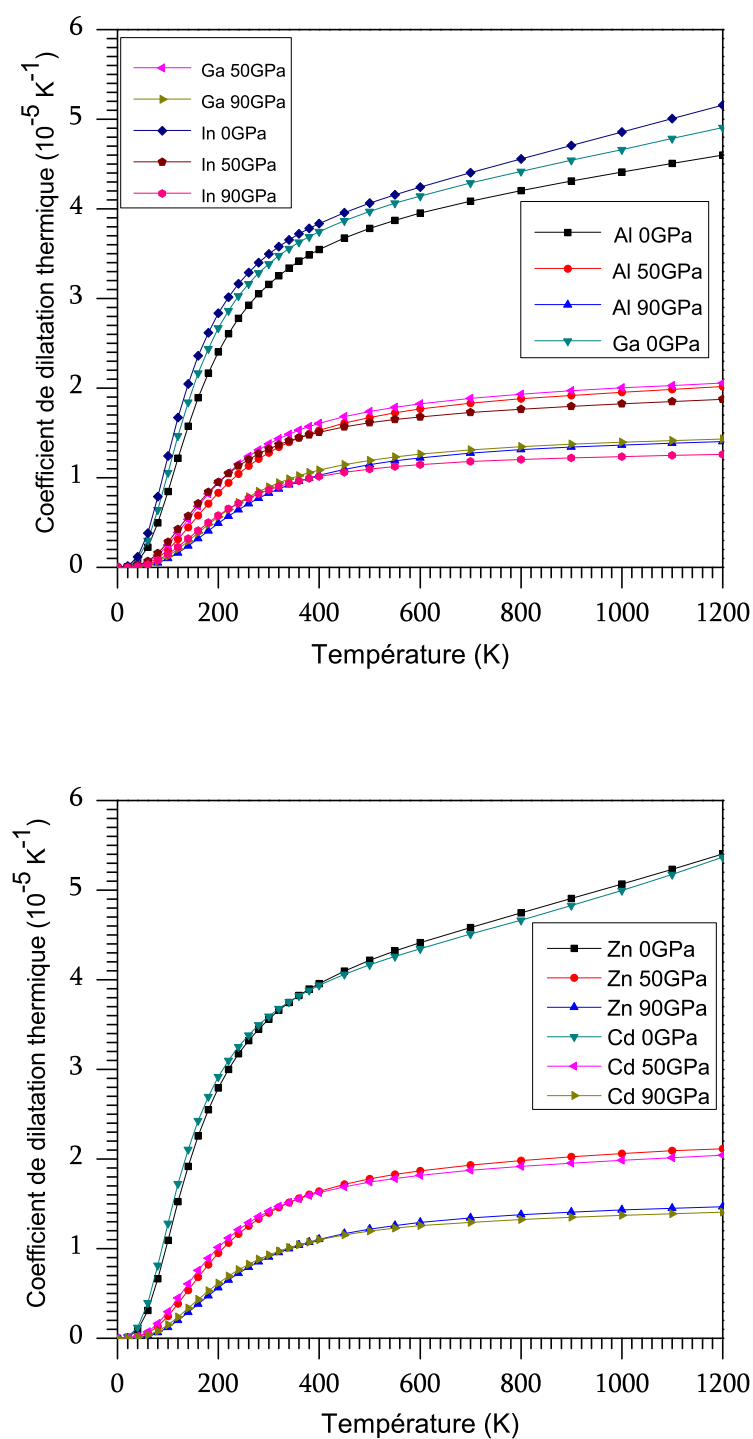 6
5
4
3
2
1
0
Coefficient de dilatation thermique (10-5 K-1)
Ga 50GPa
Ga 90GPa
In 0GPa
In 50GPa
In 90GPa
Al 0GPa
Al 50GPa
Al 90GPa
Ga 0GPa
0 200 400 600 800 1000 1200
Température (K)
6
5
4
3
2
1
0
Coefficient de dilatation thermique (10-5 K-1)
Zn 0GPa
Zn 50GPa
Zn 90GPa
Cd 0GPa
Cd 50GPa
Cd 90GPa
0 200 400 600 800 1000 1200
Température (K)